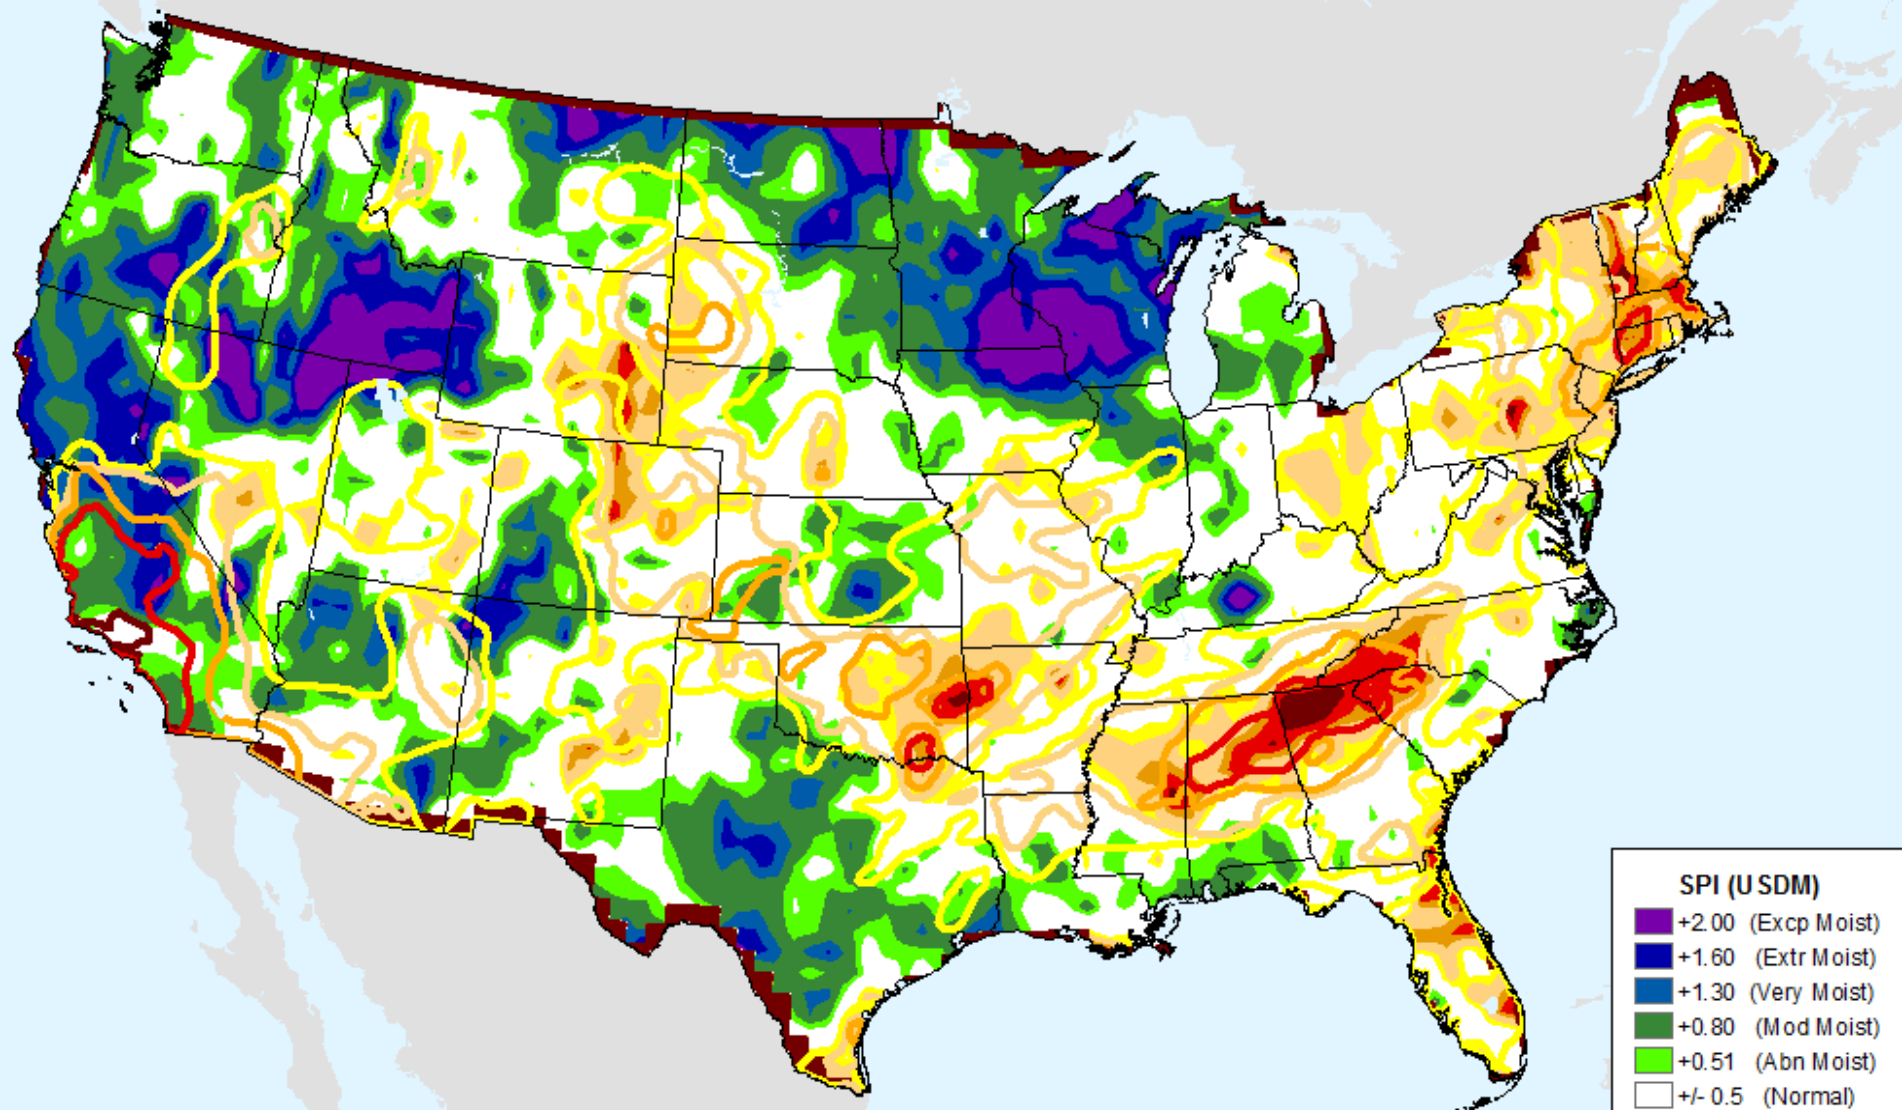 SPI (USDM)
+2.00 (Excp Moist)
+1.60 (Extr Moist)
+1.30 (Very Moist)
+0.80 (Mod Moist)
+0.51 (Abn Moist)
+/- 0.5 (Normal)